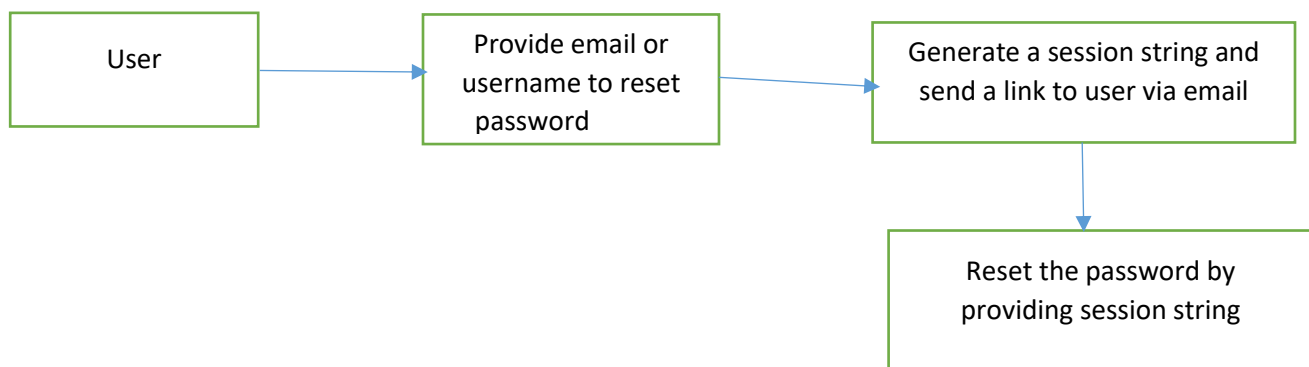 User
Provide email or
username to reset
password
Generate a session string and
send a link to user via email
Reset the password by
providing session string